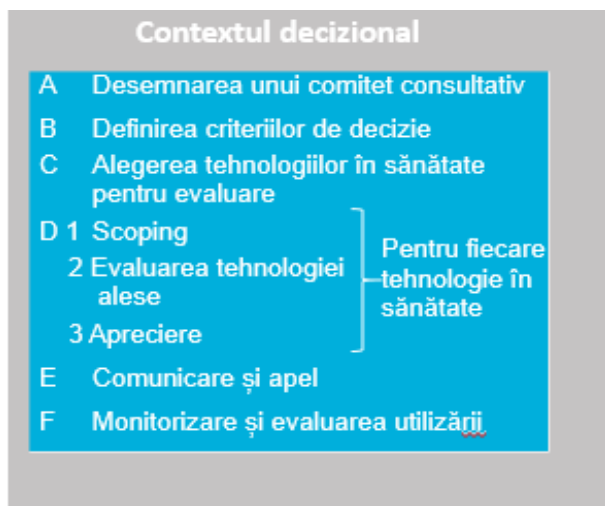 Contextul decizional
A Desemnarea unui comitet consultativ
B Definirea criteriilor de decizie
C Alegerea tehnologiilor în sănătate
pentru evaluare
D 1 Scoping
2 Evaluarea tehnologiei
alese
3 Apreciere
Pentru fiecare
tehnologie în
sănătate
E Comunicare și apel
F Monitorizare și evaluarea utilizării